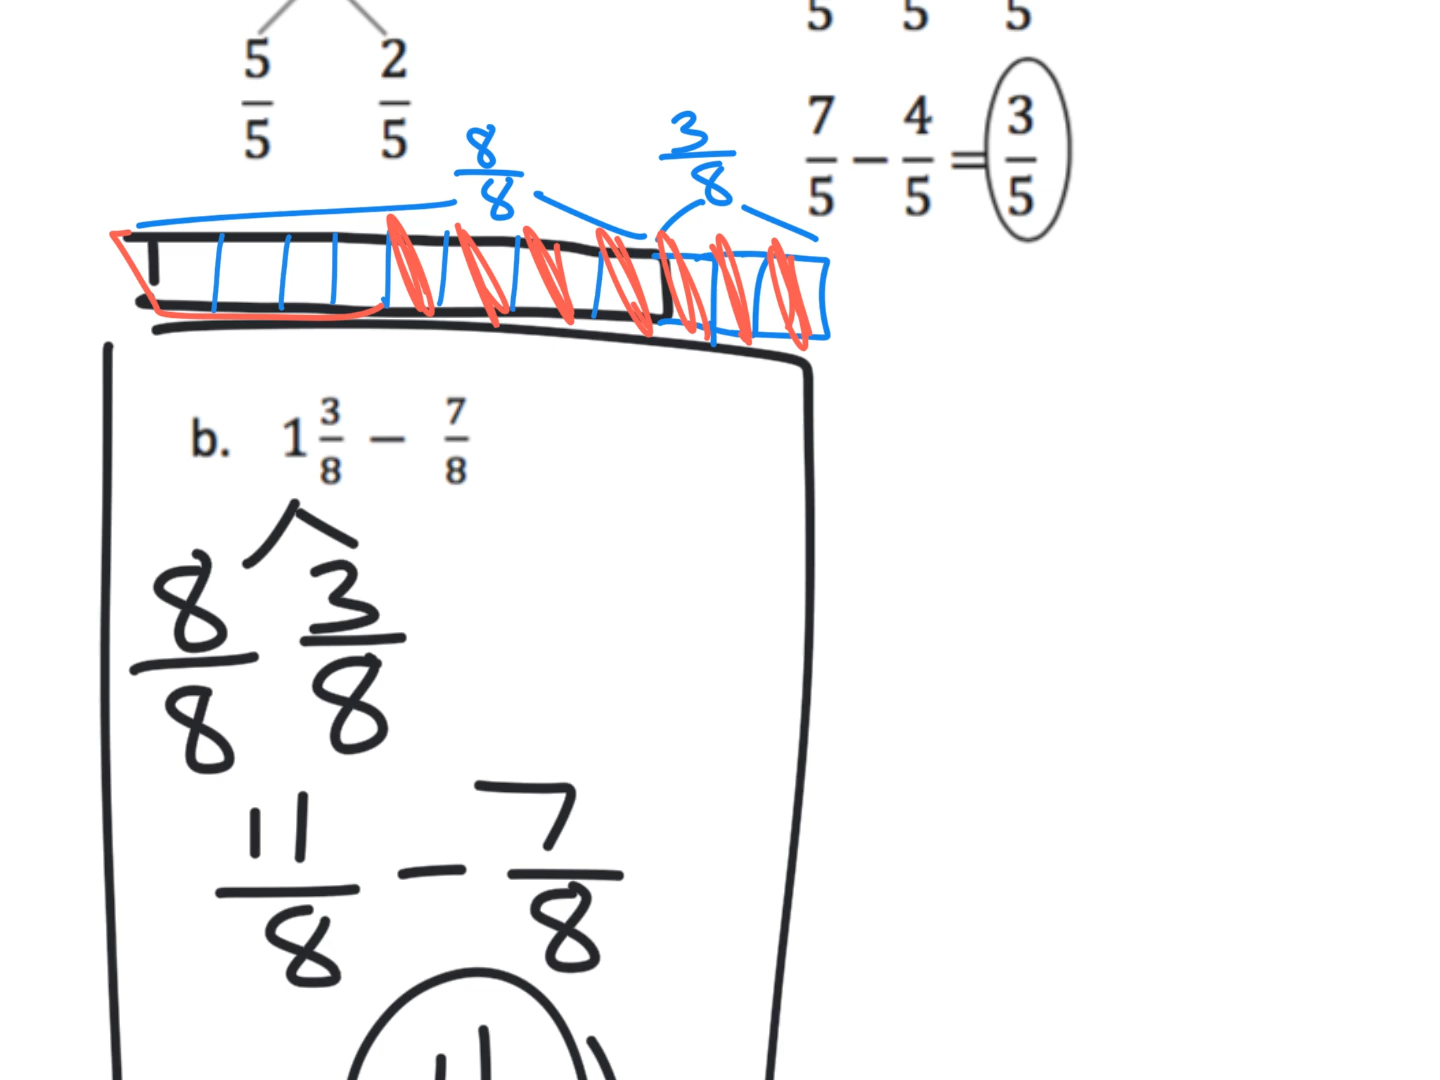 5 5 5
5/5 2/5
7/5 − 4/5 = 3/5
8/8 3/8
b. 1 3/8 − 7/8
8/8 3/8
11/8 − 7/8